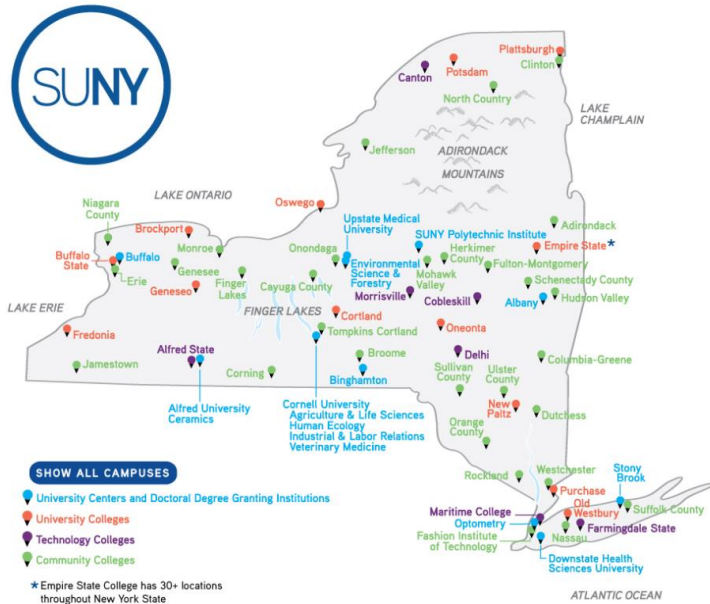 SUNY
Plattsburgh
Clinton
Canton
Potsdam
North Country
LAKE
CHAMPLAIN
Jefferson
ADIRONDACK
MOUNTAINS
LAKE ONTARIO
Oswego
Niagara
County
Brockport
Upstate Medical
University
SUNY Polytechnic Institute
Adirondack
Empire State*
Buffalo
State
Buffalo
Monroe
Onondaga
Environmental
Science &
Forestry
Herkimer
County
Mohawk
Valley
Fulton-Montgomery
Erie
Genesee
Geneseo
Finger
Lakes
Cayuga County
Morrisville
Cobleskill
Schenectady County
Albany
Hudson Valley
LAKE ERIE
FINGER LAKES
Cortland
Oneonta
Fredonia
Tompkins Cortland
Alfred State
Broome
Delhi
Columbia-Greene
Jamestown
Corning
Binghamton
Sullivan
County
Ulster
County
Alfred University
Ceramics
Cornell University
Agriculture & Life Sciences
Human Ecology
Industrial & Labor Relations
Veterinary Medicine
New
Paltz
Dutchess
Orange
County
Rockland
Westchester
Stony
Brook
Purchase
Old
Westbury
Suffolk County
Maritime College
Optometry
Fashion Institute
of Technology
Nassau
Farmingdale State
Downstate Health
Sciences University
ATLANTIC OCEAN
SHOW ALL CAMPUSES
University Centers and Doctoral Degree Granting Institutions
University Colleges
Technology Colleges
Community Colleges
* Empire State College has 30+ locations
throughout New York State